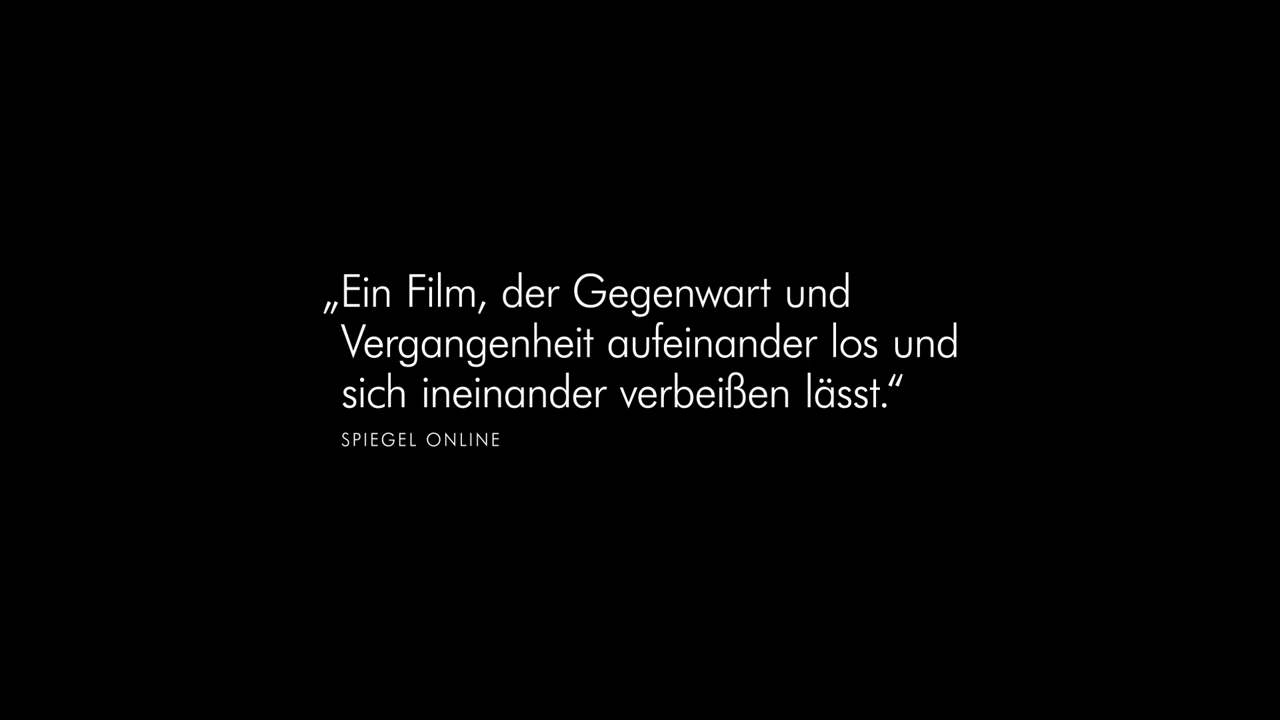 „Ein Film, der Gegenwart und
Vergangenheit aufeinander los und
sich ineinander verbeißen lässt.“
SPIEGEL ONLINE